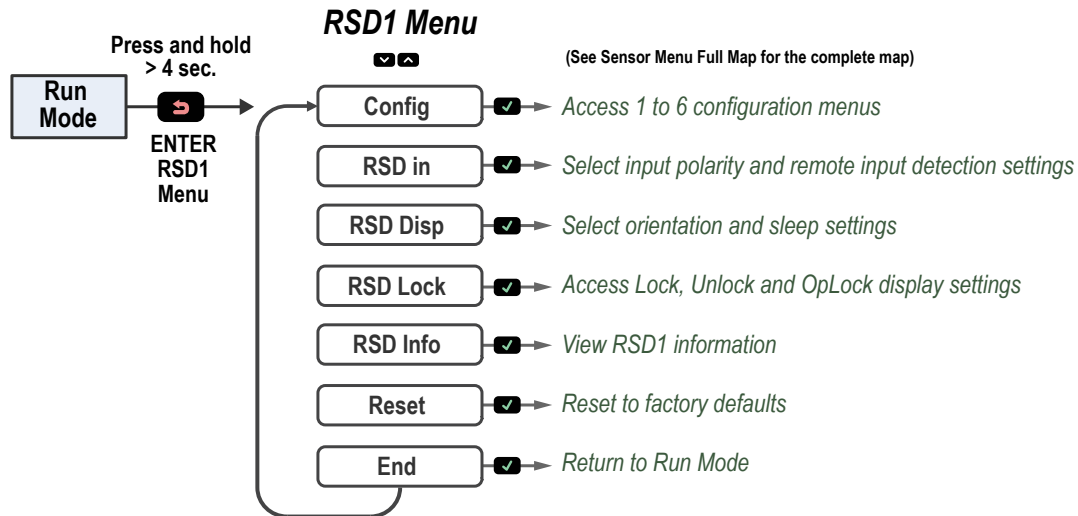 RSD1 Menu
Press and hold
> 4 sec.
(See Sensor Menu Full Map for the complete map)
Run
Mode
ENTER
RSD1
Menu
Config
Access 1 to 6 configuration menus
RSD in
Select input polarity and remote input detection settings
RSD Disp
Select orientation and sleep settings
RSD Lock
Access Lock, Unlock and OpLock display settings
RSD Info
View RSD1 information
Reset
Reset to factory defaults
End
Return to Run Mode